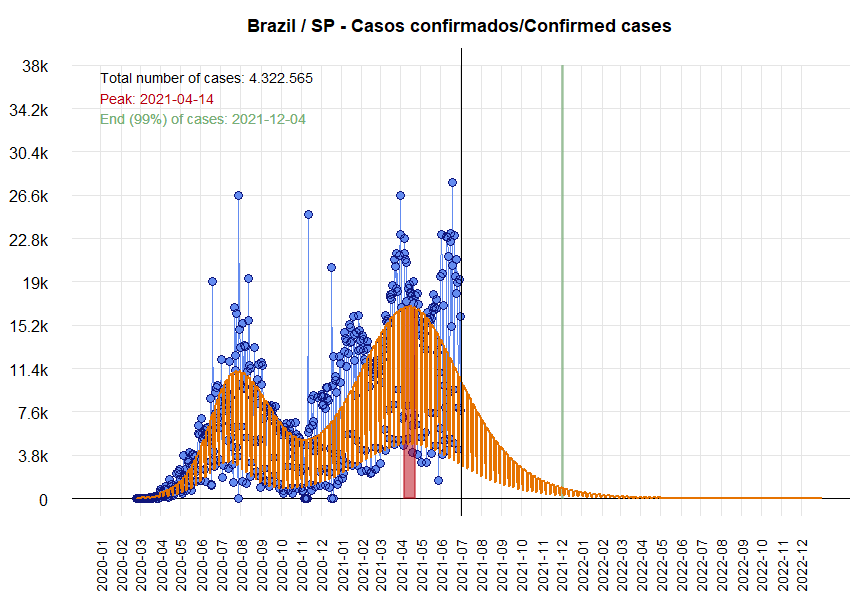 Brazil / SP - Casos confirmados/Confirmed cases
38k
Total number of cases: 4.322.565
Peak: 2021-04-14
34.2k
End (99%) of cases: 2021-12-04
30.4k
26.6k
22.8k
19k
15.2k
11.4k
7.6k
3.8k
0
2020-01
2020-02
2020-03
2020-04
2020-05
2020-06
2020-07
2020-08
2020-09
2020-10
2020-11
2020-12
2021-01
2021-02
2021-03
2021-04
2021-05
2021-06
2021-07
2021-08
2021-09
2021-10
2021-11
2021-12
2022-01
2022-02
2022-03
2022-04
2022-05
2022-06
2022-07
2022-08
2022-09
2022-10
2022-11
2022-12